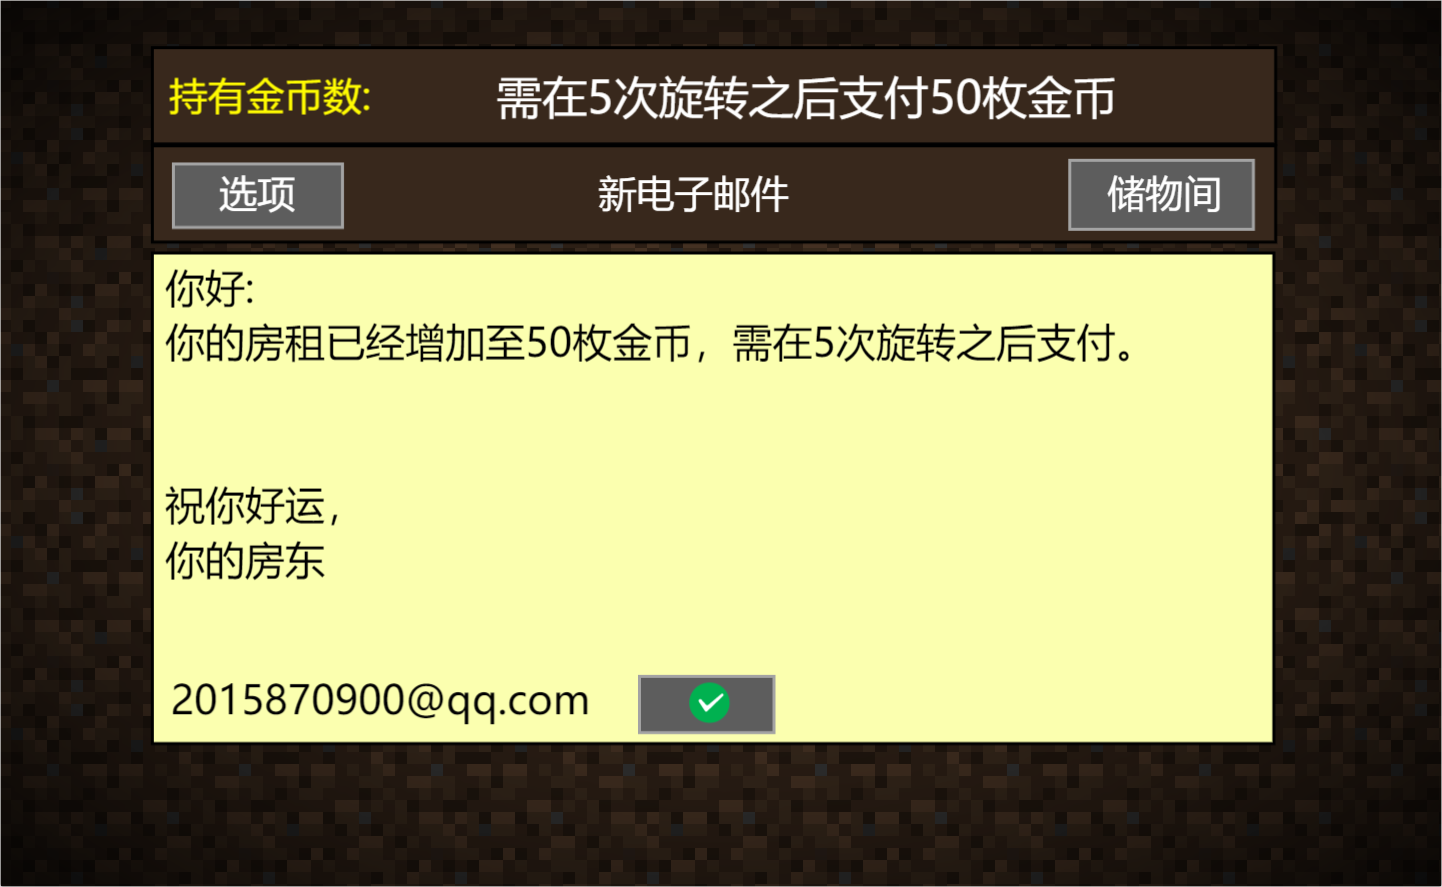 持有金币数:
需在5次旋转之后支付50枚金币
选项
新电子邮件
储物间
你好:
你的房租已经增加至50枚金币，需在5次旋转之后支付。
祝你好运，
你的房东
2015870900@qq.com